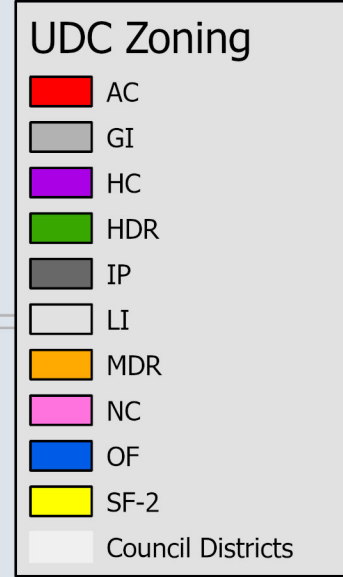 UDC Zoning
AC
GI
HC
HDR
IP
LI
MDR
NC
OF
SF-2
Council Districts